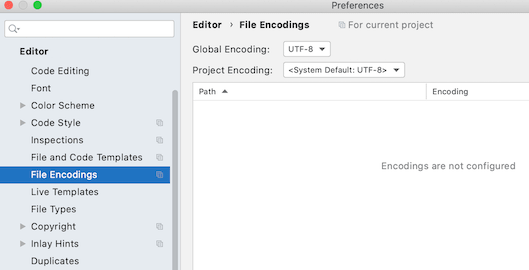 Preferences
Editor
Code Editing
Font
Color Scheme
Code Style
Inspections
File and Code Templates
File Encodings
Live Templates
File Types
Copyright
Inlay Hints
Duplicates
Editor › File Encodings For current project
Global Encoding: UTF-8
Project Encoding: <System Default: UTF-8>
Path Encoding
Encodings are not configured